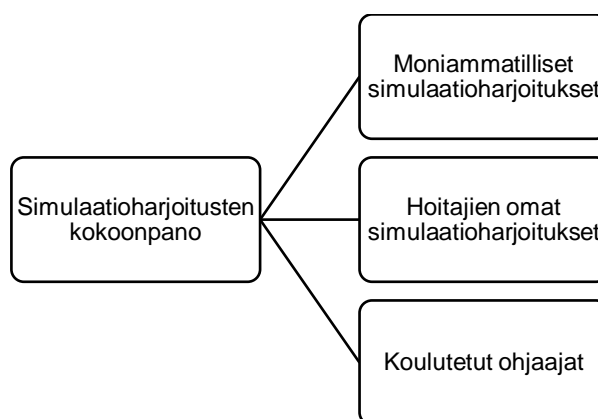 Moniammatilliset
simulaatioharjoitukset
Simulaatioharjoitusten
kokoonpano
Hoitajien omat
simulaatioharjoitukset
Koulutetut ohjaajat